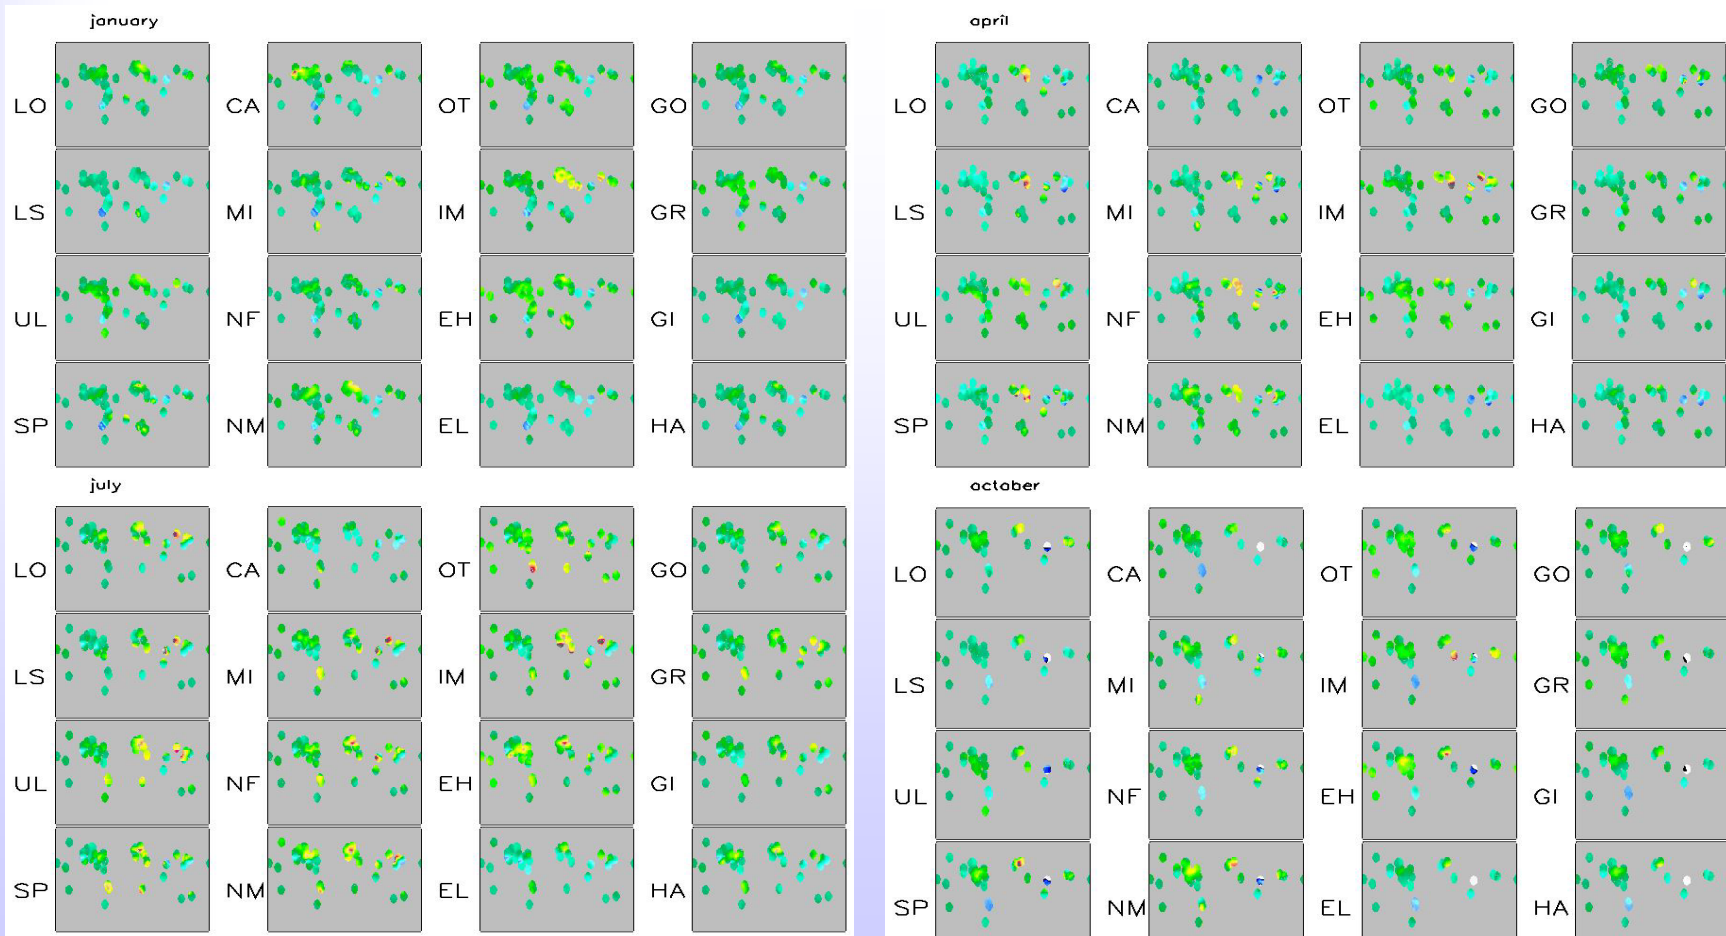 january
LO CA OT GO
LS MI IM GR
UL NF EH GI
SP NM EL HA
april
LO CA OT GO
LS MI IM GR
UL NF EH GI
SP NM EL HA
july
LO CA OT GO
LS MI IM GR
UL NF EH GI
SP NM EL HA
october
LO CA OT GO
LS MI IM GR
UL NF EH GI
SP NM EL HA